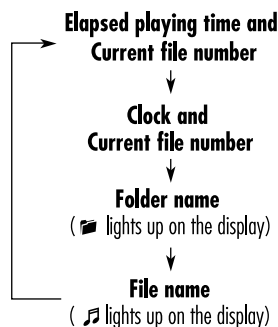 Elapsed playing time and
Current file number
Clock and
Current file number
Folder name
( lights up on the display)
File name
( lights up on the display)